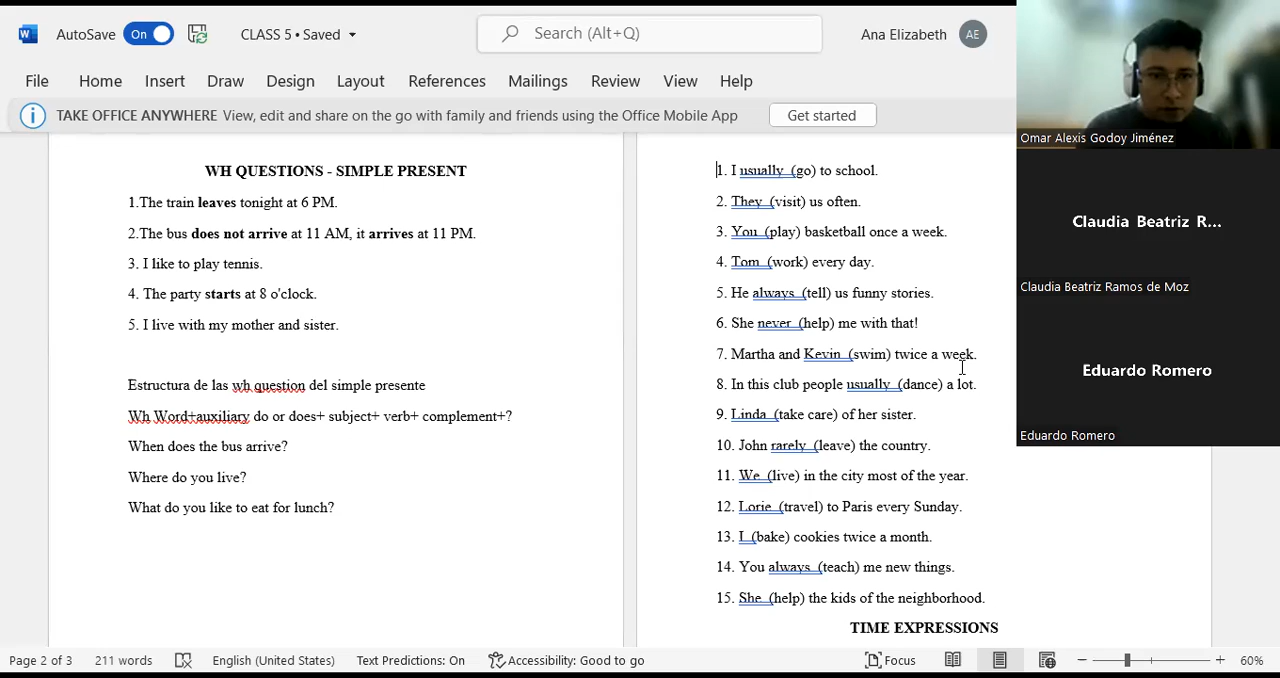 AutoSave On CLASS 5 • Saved Search (Alt+Q) Ana Elizabeth AE
File Home Insert Draw Design Layout References Mailings Review View Help
TAKE OFFICE ANYWHERE View, edit and share on the go with family and friends using the Office Mobile App Get started
WH QUESTIONS - SIMPLE PRESENT
1.The train leaves tonight at 6 PM.
2.The bus does not arrive at 11 AM, it arrives at 11 PM.
3. I like to play tennis.
4. The party starts at 8 o'clock.
5. I live with my mother and sister.
Estructura de las wh question del simple presente
Wh Word+auxiliary do or does+ subject+ verb+ complement+?
When does the bus arrive?
Where do you live?
What do you like to eat for lunch?
1. I usually (go) to school.
2. They (visit) us often.
3. You (play) basketball once a week.
4. Tom (work) every day.
5. He always (tell) us funny stories.
6. She never (help) me with that!
7. Martha and Kevin (swim) twice a week.
8. In this club people usually (dance) a lot.
9. Linda (take care) of her sister.
10. John rarely (leave) the country.
11. We (live) in the city most of the year.
12. Lorie (travel) to Paris every Sunday.
13. I (bake) cookies twice a month.
14. You always (teach) me new things.
15. She (help) the kids of the neighborhood.
TIME EXPRESSIONS
Omar Alexis Godoy Jiménez
Claudia Beatriz R...
Claudia Beatriz Ramos de Moz
Eduardo Romero
Eduardo Romero
Page 2 of 3 211 words English (United States) Text Predictions: On Accessibility: Good to go Focus 60%